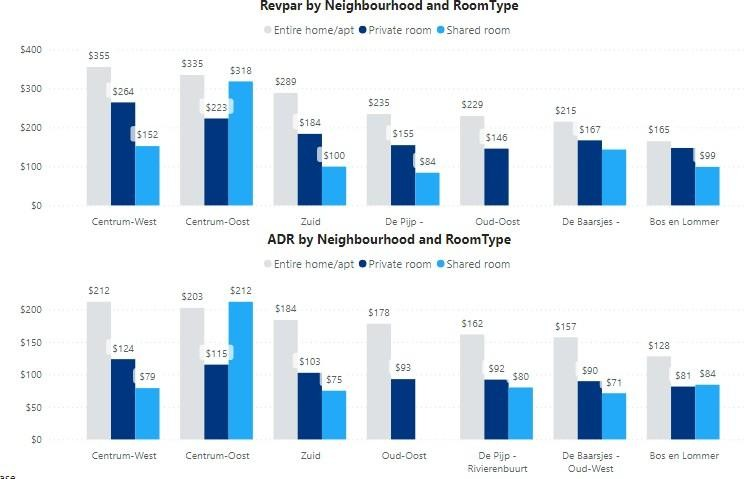 Revpar by Neighbourhood and RoomType
Entire home/apt Private room Shared room
$400
$300
$200
$100
$0
$355 $264 $152
$335 $223 $318
$289 $184 $100
$235 $155 $84
$229 $146
$215 $167
$165 $99
Centrum-West Centrum-Oost Zuid De Pijp - Oud-Oost De Baarsjes - Bos en Lommer
ADR by Neighbourhood and RoomType
Entire home/apt Private room Shared room
$200
$150
$100
$50
$0
$212 $124 $79
$203 $115 $212
$184 $103 $75
$178 $93
$162 $92 $80
$157 $90 $71
$128 $81 $84
Centrum-West Centrum-Oost Zuid Oud-Oost De Pijp - De Baarsjes - Bos en Lommer
Rivierenbuurt Oud-West